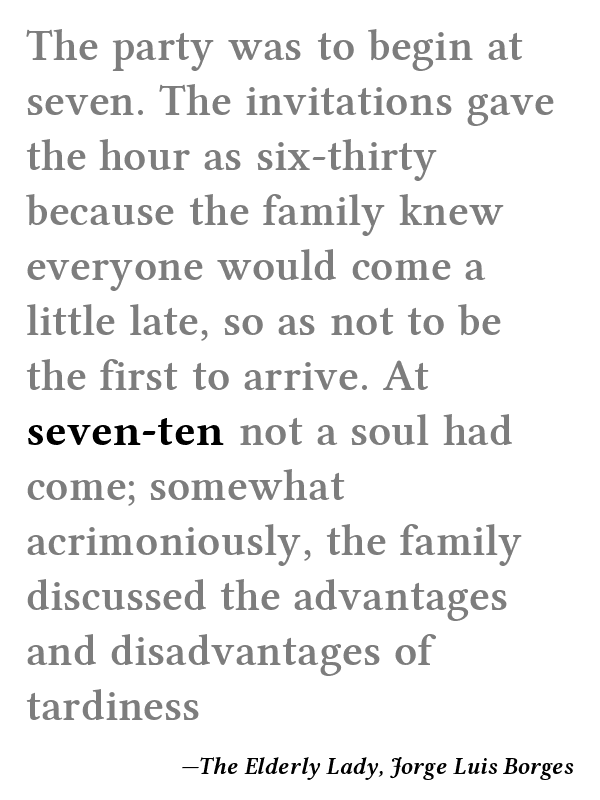 The party was to begin at
seven. The invitations gave
the hour as six-thirty
because the family knew
everyone would come a
little late, so as not to be
the first to arrive. At
seven-ten not a soul had
come; somewhat
acrimoniously, the family
discussed the advantages
and disadvantages of
tardiness
—The Elderly Lady, Jorge Luis Borges